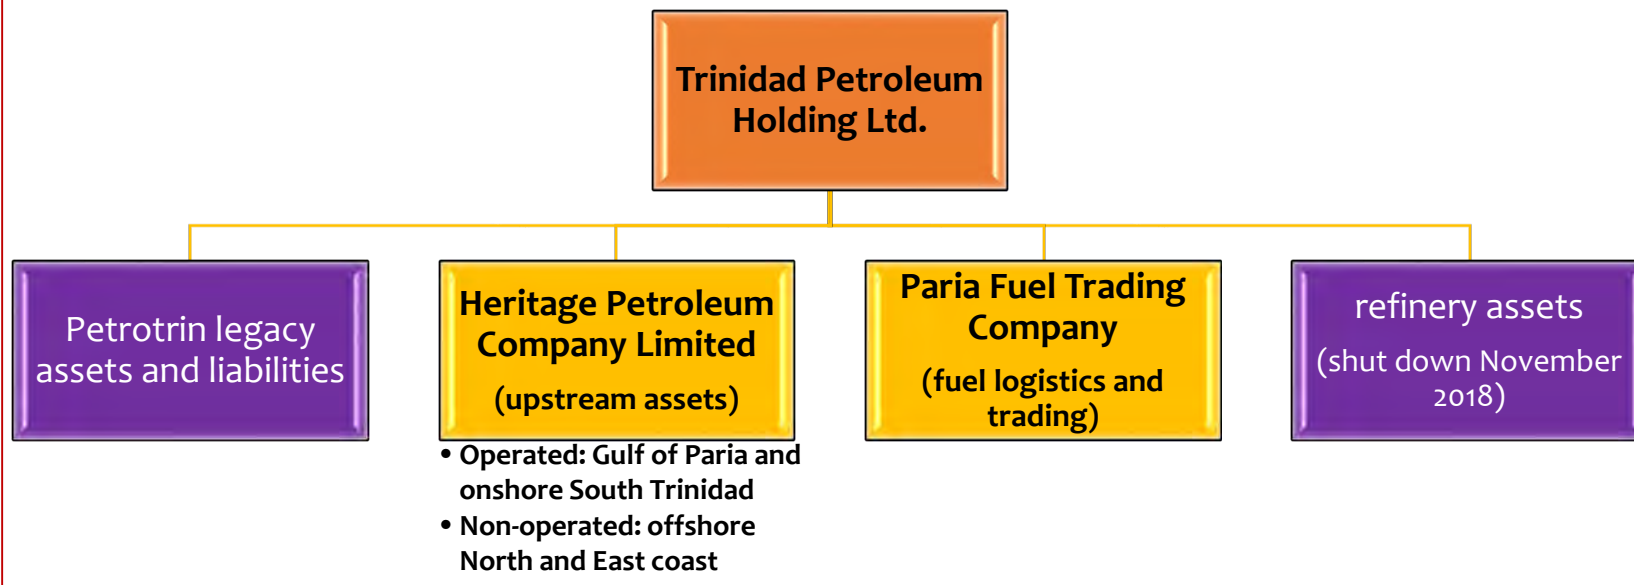 Trinidad Petroleum
Holding Ltd.
Petrotrin legacy
assets and liabilities
Heritage Petroleum
Company Limited
(upstream assets)
• Operated: Gulf of Paria and
onshore South Trinidad
• Non-operated: offshore
North and East coast
Paria Fuel Trading
Company
(fuel logistics and
trading)
refinery assets
(shut down November
2018)